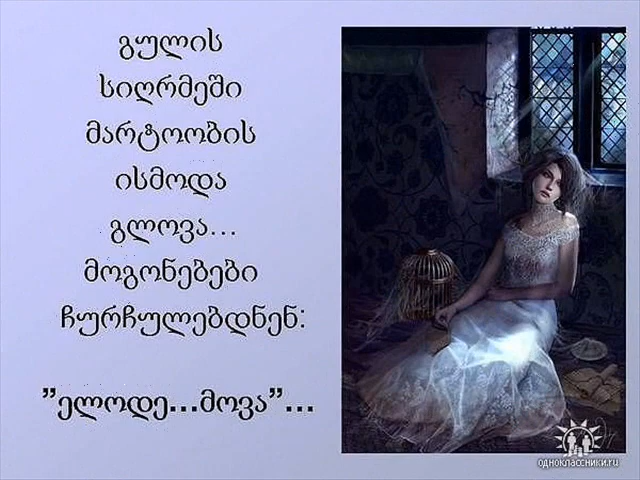 გულის
სიღრმეში
მარტოობის
ისმოდა
გლოვა...
მოგონებები
ჩურჩულებდნენ:
"ელოდე...მოვა"...
одноклассники.ru